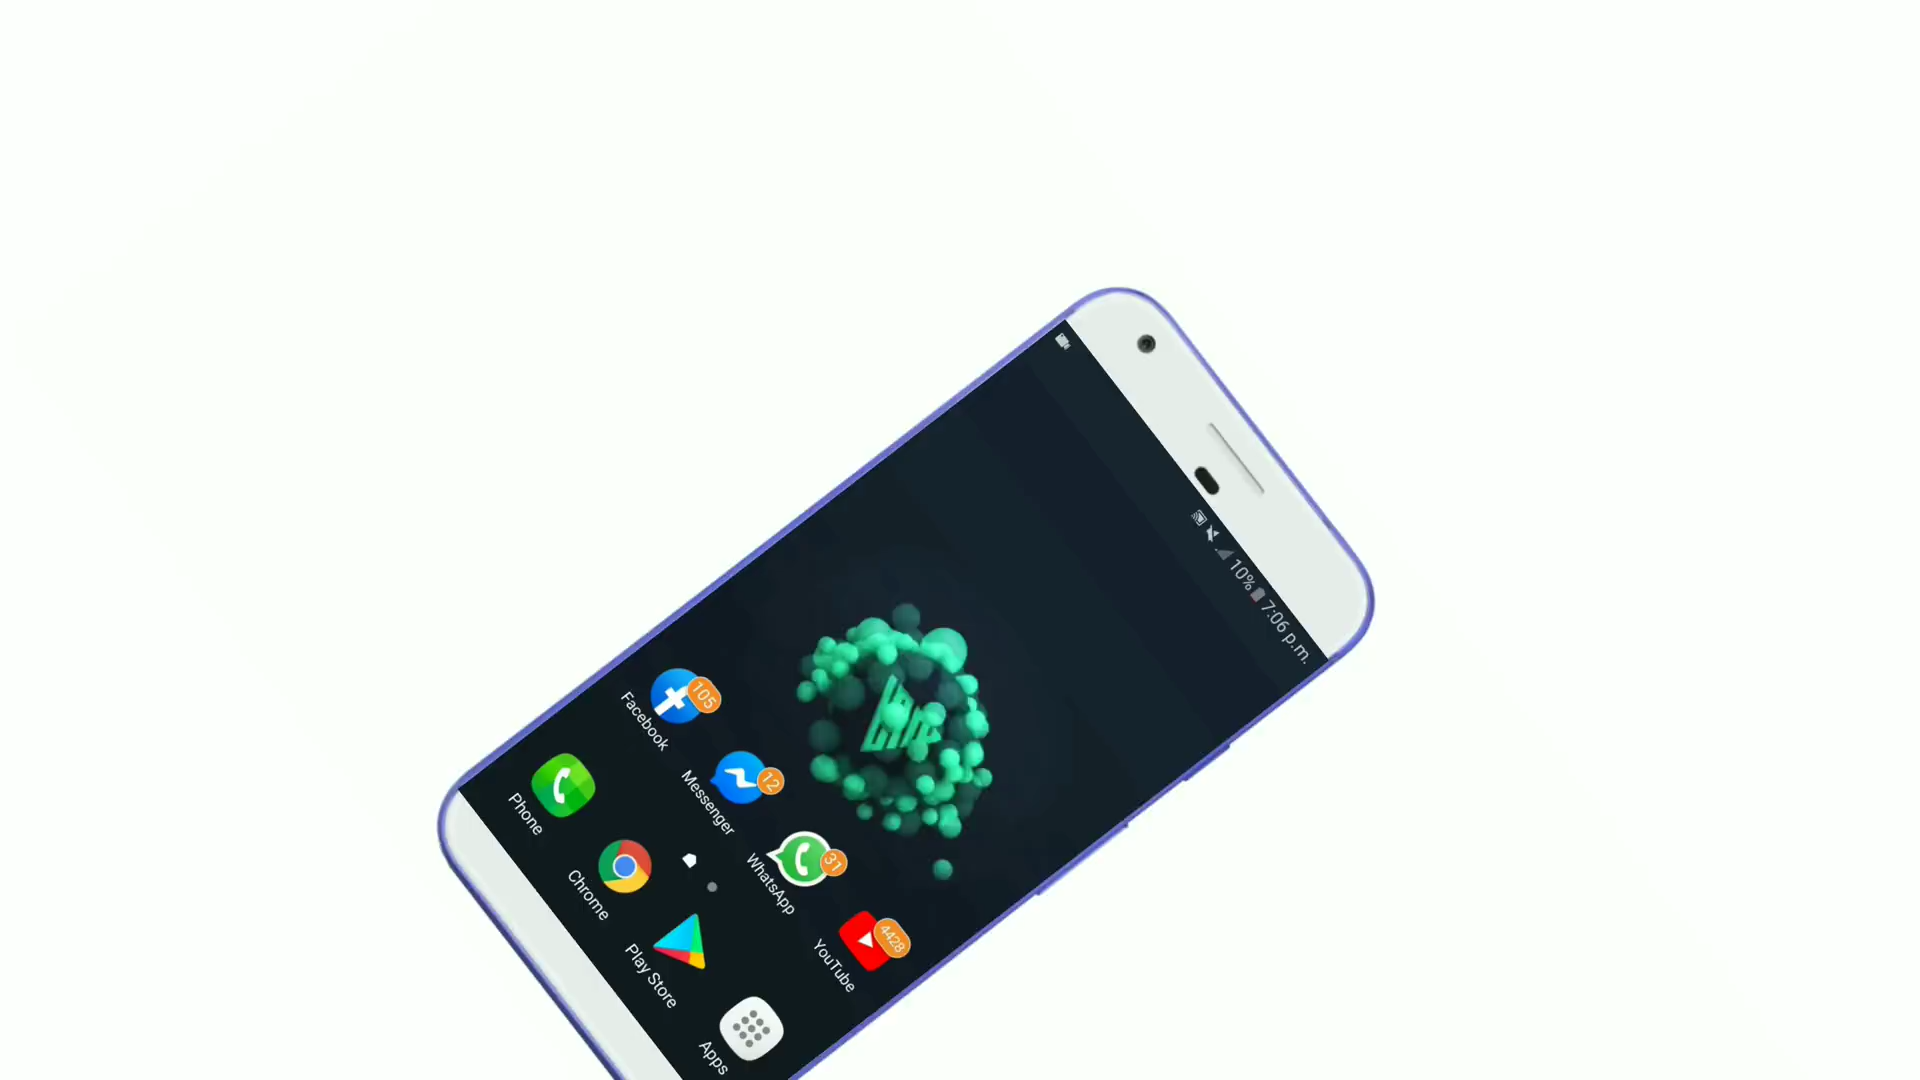 10% 7:06 p.m.
105
12
31
4428
Facebook
Messenger
WhatsApp
YouTube
Phone
Chrome
Play Store
Apps